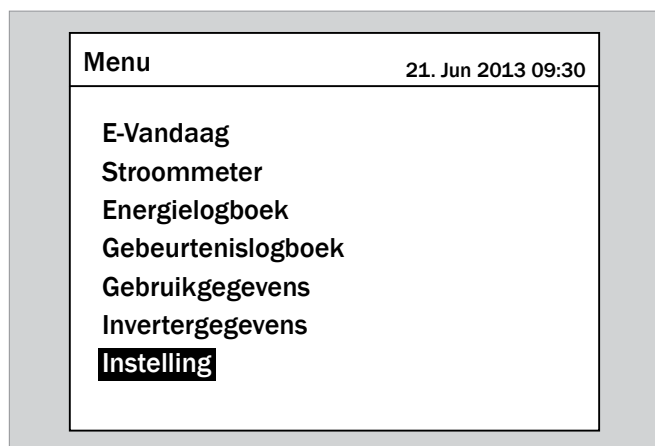 Menu
21. Jun 2013 09:30
E-Vandaag
Stroommeter
Energielogboek
Gebeurtenislogboek
Gebruikgegevens
Invertergegevens
Instelling